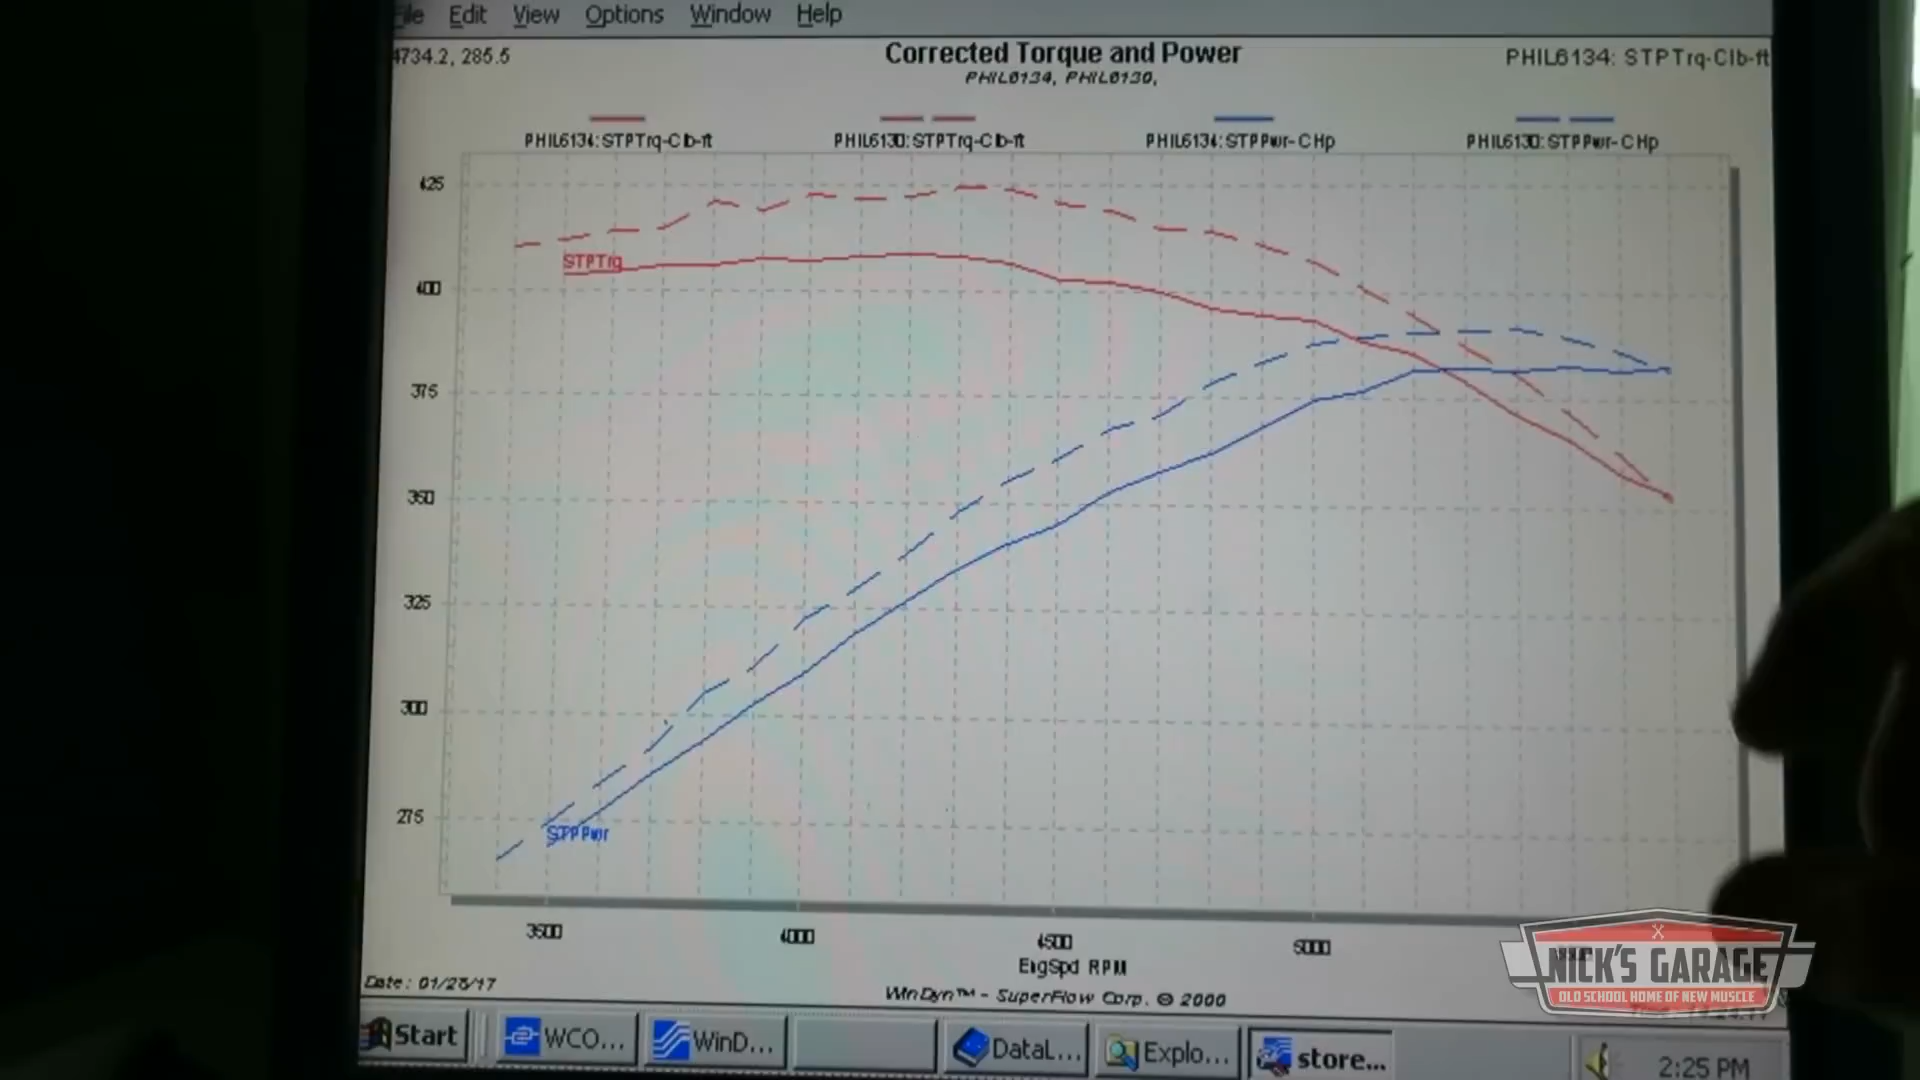 File Edit View Options Window Help
4734.2, 285.5
Corrected Torque and Power
PHIL6134, PHIL6130,
PHIL6134: STPTrq-Clb-ft
PHIL6134:STPTrq-Clb-ft PHIL6130:STPTrq-Clb-ft PHIL6134:STPPwr-CHp PHIL6130:STPPwr-CHp
425
STPTrq
400
375
350
325
300
275
STPPwr
3500 4000 4500 5000
EngSpd RPM
Date: 01/28/17
WinDyn™ - SuperFlow Corp. © 2000
NICK'S GARAGE
OLD SCHOOL HOME OF NEW MUSCLE
Start WCO... WinD... DataL... Explo... store... 2:25 PM